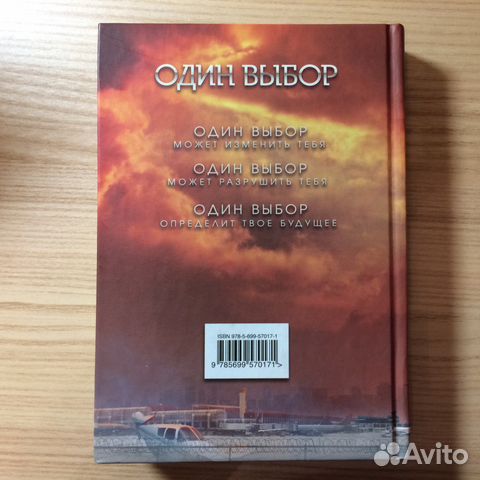 ОДИН ВЫБОР
ОДИН ВЫБОР
МОЖЕТ ИЗМЕНИТЬ ТЕБЯ
ОДИН ВЫБОР
МОЖЕТ РАЗРУШИТЬ ТЕБЯ
ОДИН ВЫБОР
ОПРЕДЕЛИТ ТВОЕ БУДУЩЕЕ
ISBN 978-5-699-57017-1
9 785699 570171>
Avito